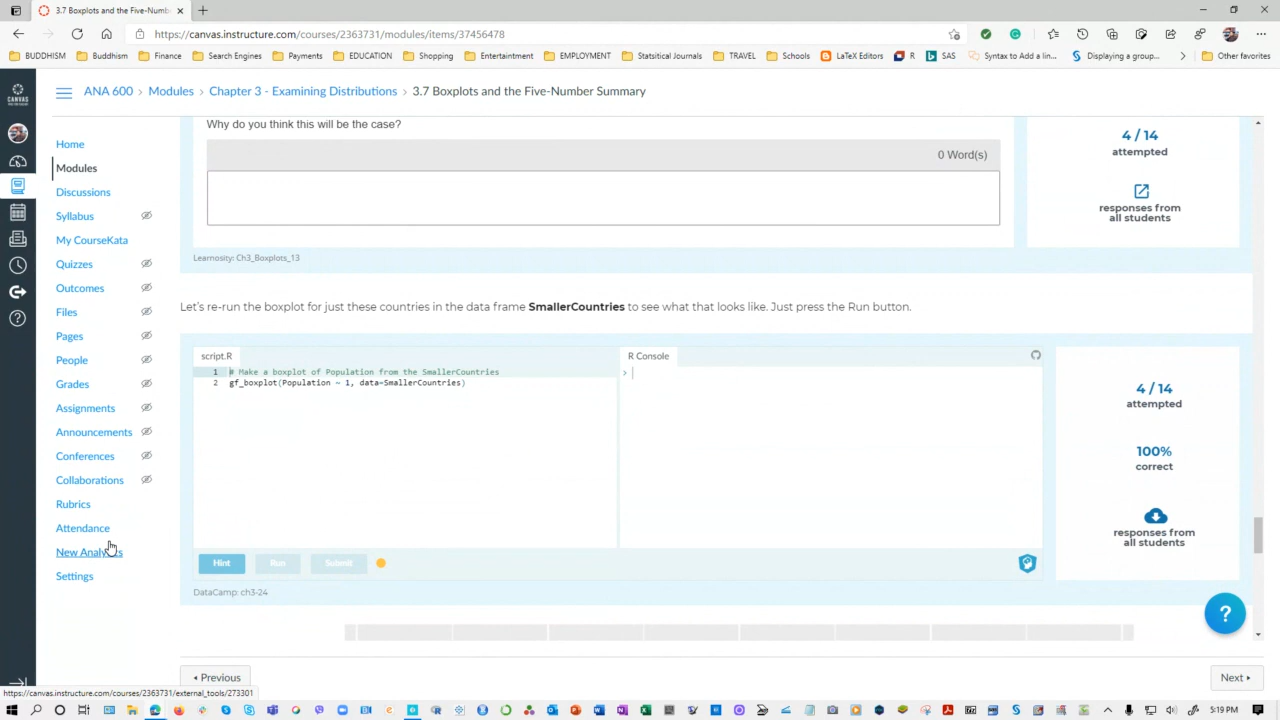 3.7 Boxplots and the Five-Numb
https://canvas.instructure.com/courses/2363731/modules/items/37456478
BUDDHISM
Buddhism
Finance
Search Engines
Payments
EDUCATION
Shopping
Entertainment
EMPLOYMENT
Statsitical Journals
TRAVEL
Schools
LaTeX Editors
R
SAS
Syntax to Add a lin...
Displaying a group...
Other favorites
CANVAS
ANA 600 › Modules › Chapter 3 - Examining Distributions › 3.7 Boxplots and the Five-Number Summary
Home
Modules
Discussions
Syllabus
My CourseKata
Quizzes
Outcomes
Files
Pages
People
Grades
Assignments
Announcements
Conferences
Collaborations
Rubrics
Attendance
New Analytics
Settings
Why do you think this will be the case?
0 Word(s)
4 / 14
attempted
responses from
all students
Learnosity: Ch3_Boxplots_13
Let's re-run the boxplot for just these countries in the data frame SmallerCountries to see what that looks like. Just press the Run button.
script.R
1 # Make a boxplot of Population from the SmallerCountries
2 gf_boxplot(Population ~ 1, data=SmallerCountries)
R Console
>
4 / 14
attempted
100%
correct
responses from
all students
Hint
Run
Submit
DataCamp: ch3-24
?
◂ Previous
Next ▸
https://canvas.instructure.com/courses/2363731/external_tools/273301
5:19 PM